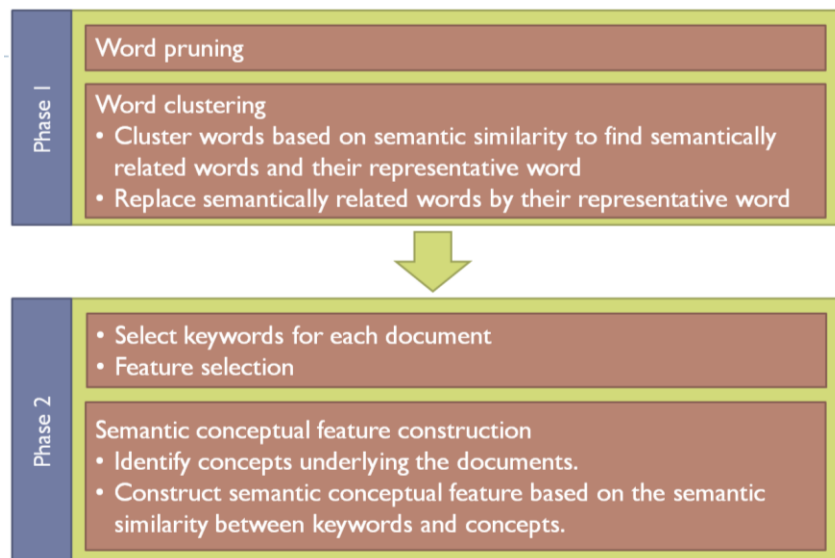 Phase 1
Word pruning
Word clustering
• Cluster words based on semantic similarity to find semantically
related words and their representative word
• Replace semantically related words by their representative word
Phase 2
• Select keywords for each document
• Feature selection
Semantic conceptual feature construction
• Identify concepts underlying the documents.
• Construct semantic conceptual feature based on the semantic
similarity between keywords and concepts.